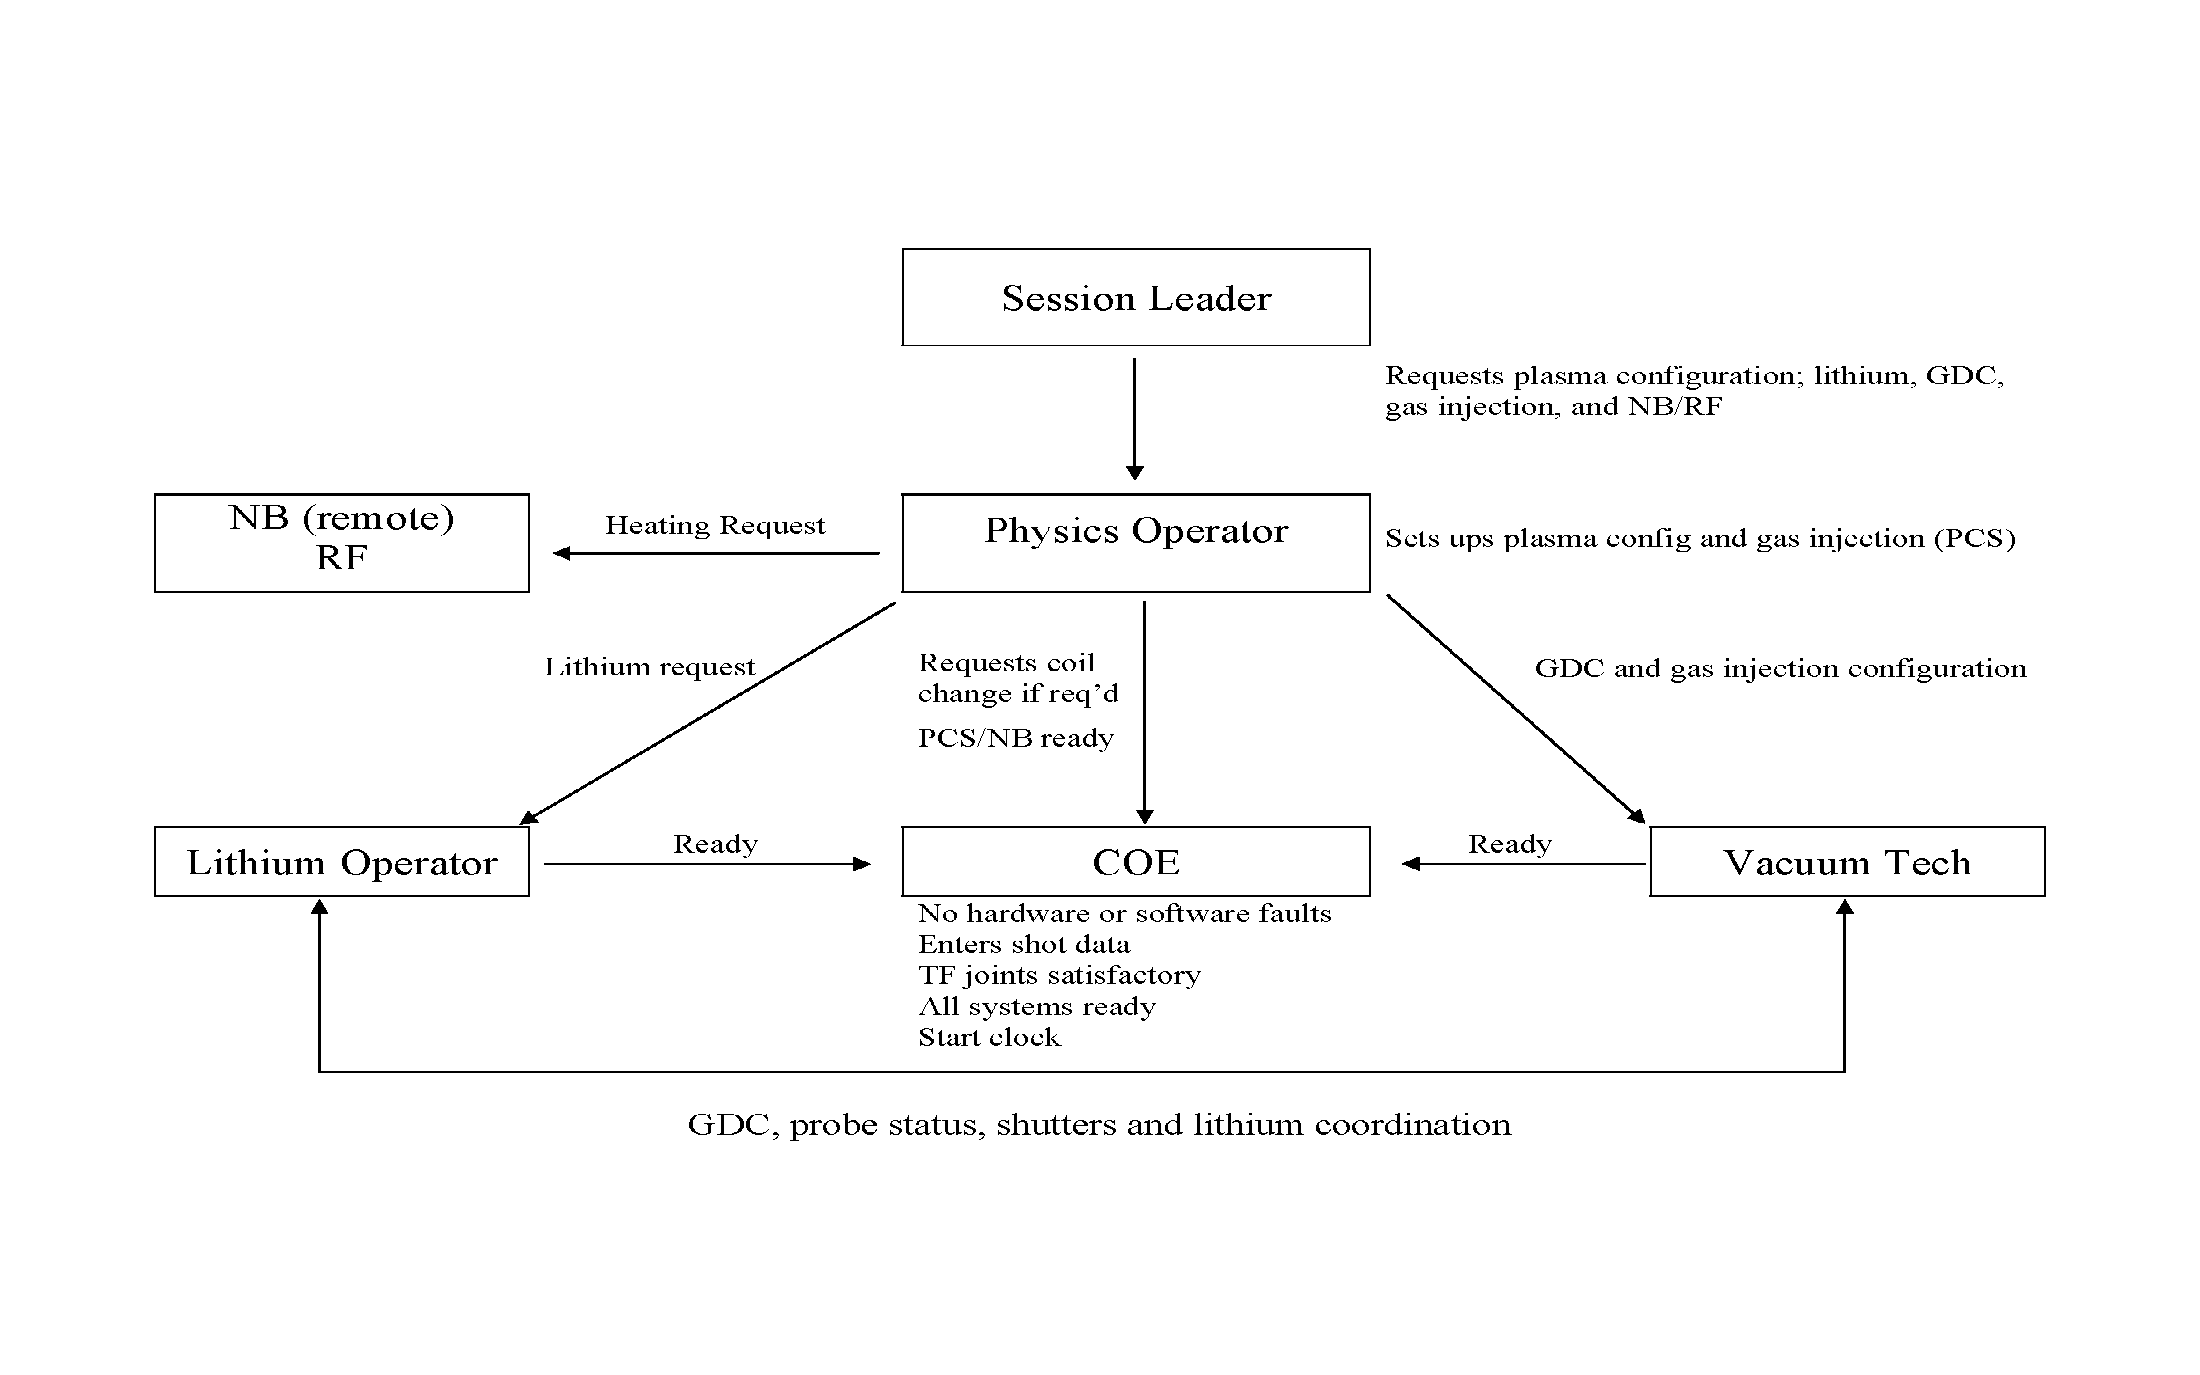 Session Leader
Requests plasma configuration; lithium, GDC,
gas injection, and NB/RF
NB (remote)
RF
Heating Request
Physics Operator
Sets ups plasma config and gas injection (PCS)
Lithium request
Requests coil
change if req’d
PCS/NB ready
GDC and gas injection configuration
Lithium Operator
Ready
COE
Ready
Vacuum Tech
No hardware or software faults
Enters shot data
TF joints satisfactory
All systems ready
Start clock
GDC, probe status, shutters and lithium coordination